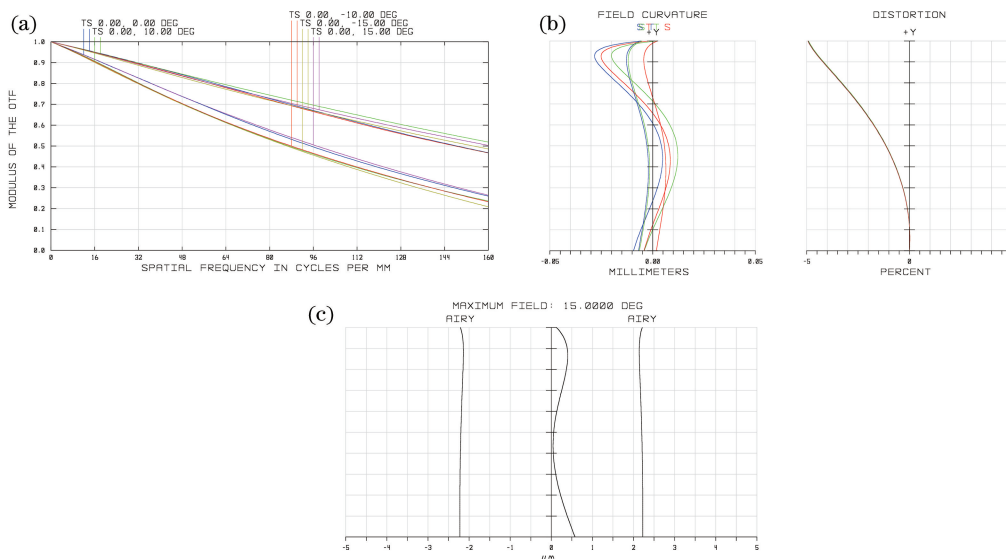 (a)
TS 0.00, 0.00 DEG
TS 0.00, 10.00 DEG
TS 0.00, -10.00 DEG
TS 0.00, -15.00 DEG
TS 0.00, 15.00 DEG
MODULUS OF THE OTF
1.0
0.9
0.8
0.7
0.6
0.5
0.4
0.3
0.2
0.0
0 16 32 48 64 80 96 112 128 144 160
SPATIAL FREQUENCY IN CYCLES PER MM
(b)
FIELD CURVATURE
S
+Y
-0.05 0.00 0.05
MILLIMETERS
DISTORTION
+Y
-5 0
PERCENT
(c)
MAXIMUM FIELD: 15.0000 DEG
AIRY AIRY
-5 -4 -3 -2 -1 0 1 2 3 4 5